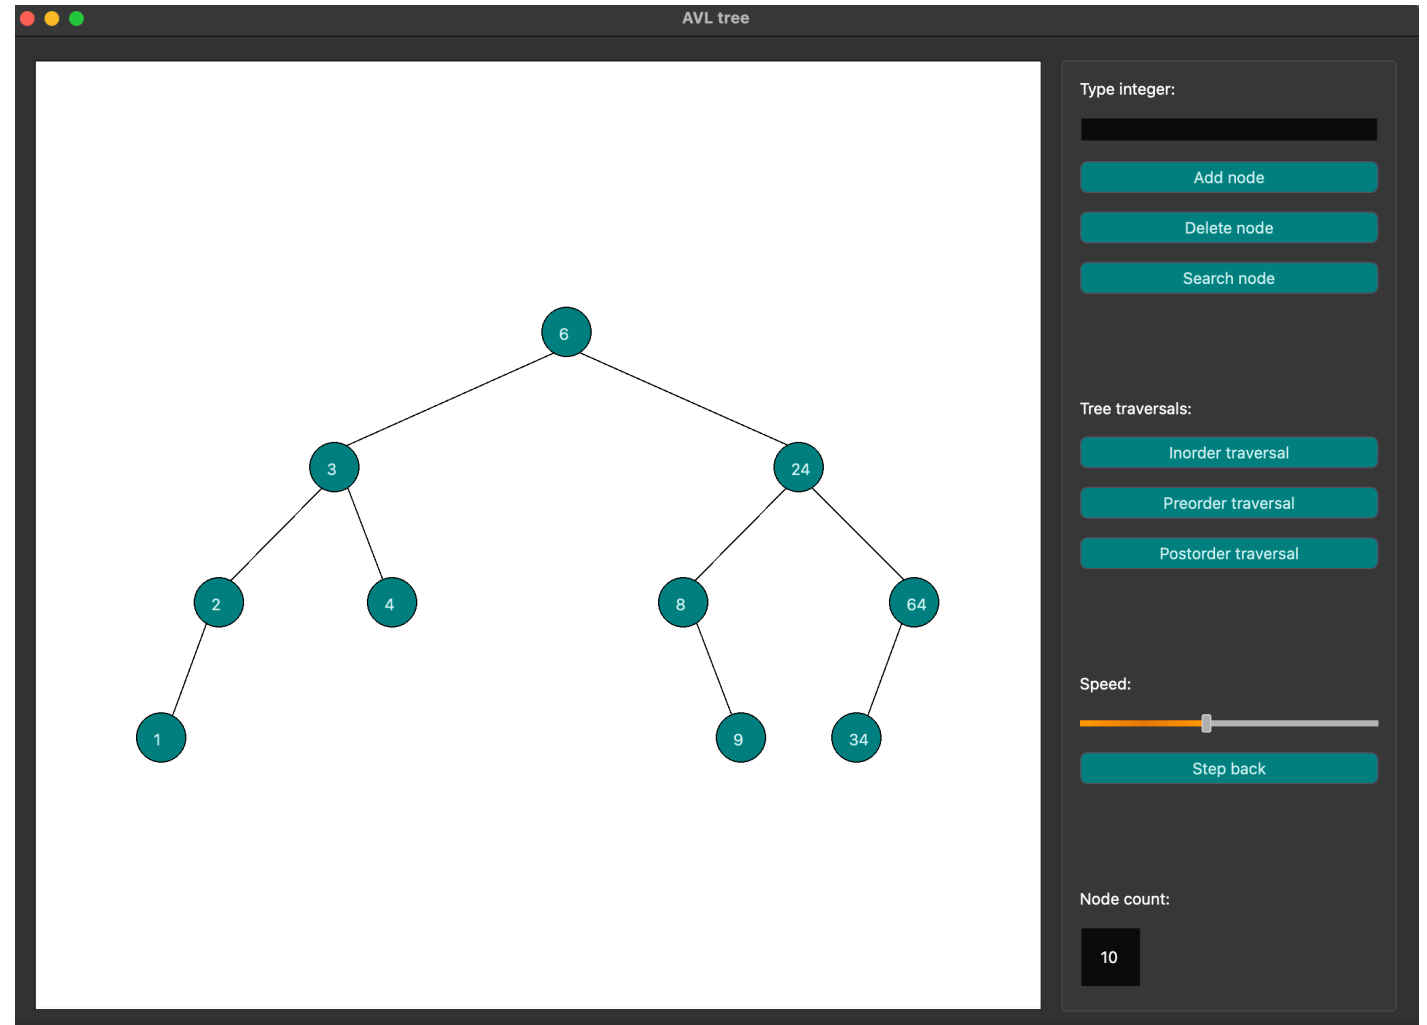 AVL tree
6
3
24
2
4
8
64
1
9
34
Type integer:
Add node
Delete node
Search node
Tree traversals:
Inorder traversal
Preorder traversal
Postorder traversal
Speed:
Step back
Node count:
10